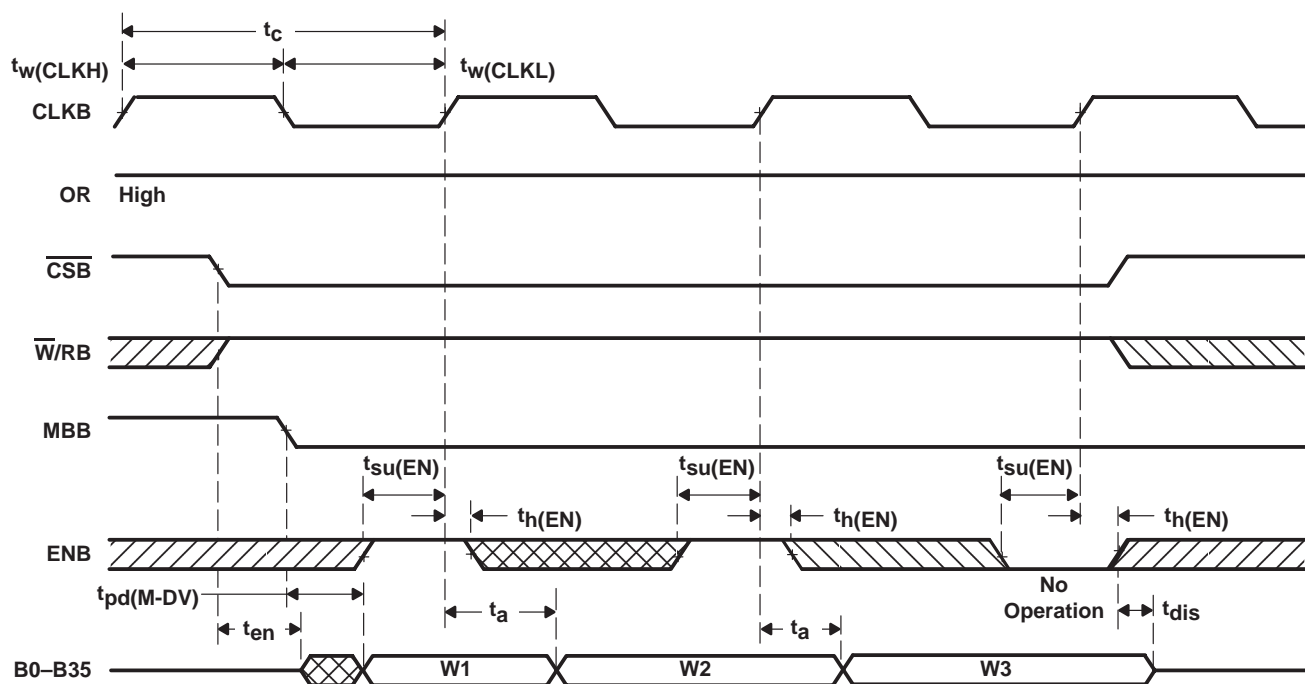 tc
tw(CLKH)
tw(CLKL)
CLKB
OR
High
CSB
W/RB
MBB
tsu(EN)
tsu(EN)
tsu(EN)
th(EN)
th(EN)
th(EN)
ENB
tpd(M-DV)
ta
ta
No
Operation
tdis
ten
B0–B35
W1
W2
W3